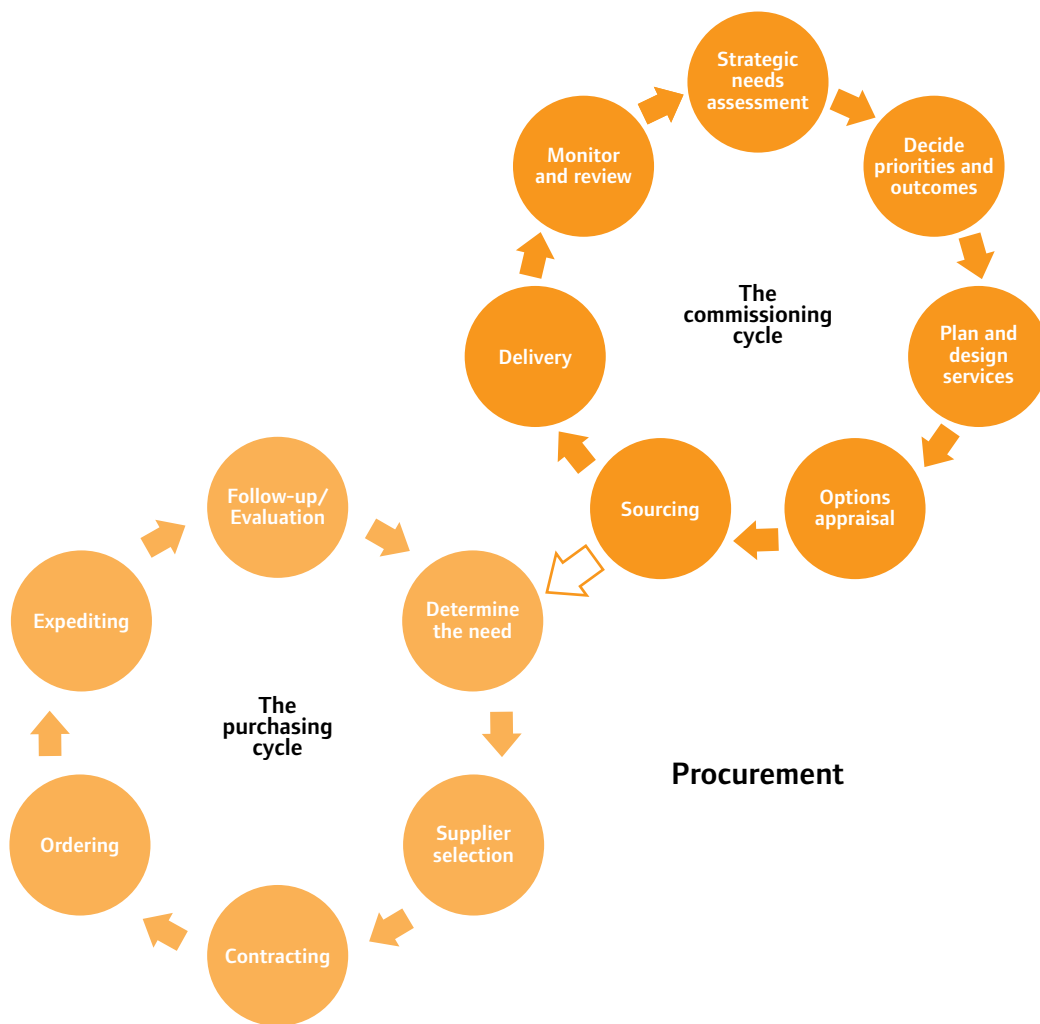 Strategic
needs
assessment
Decide
priorities and
outcomes
Plan and
design
services
Options
appraisal
Sourcing
Delivery
Monitor
and review
The
commissioning
cycle
Follow-up/
Evaluation
Determine
the need
Supplier
selection
Contracting
Ordering
Expediting
The
purchasing
cycle
Procurement